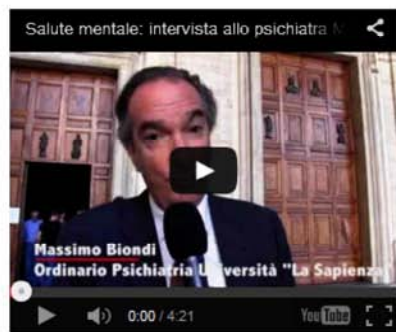 Salute mentale: intervista allo psichiatra M
Massimo Biondi
Ordinario Psichiatria Università "La Sapienza
0:00 / 4:21
YouTube